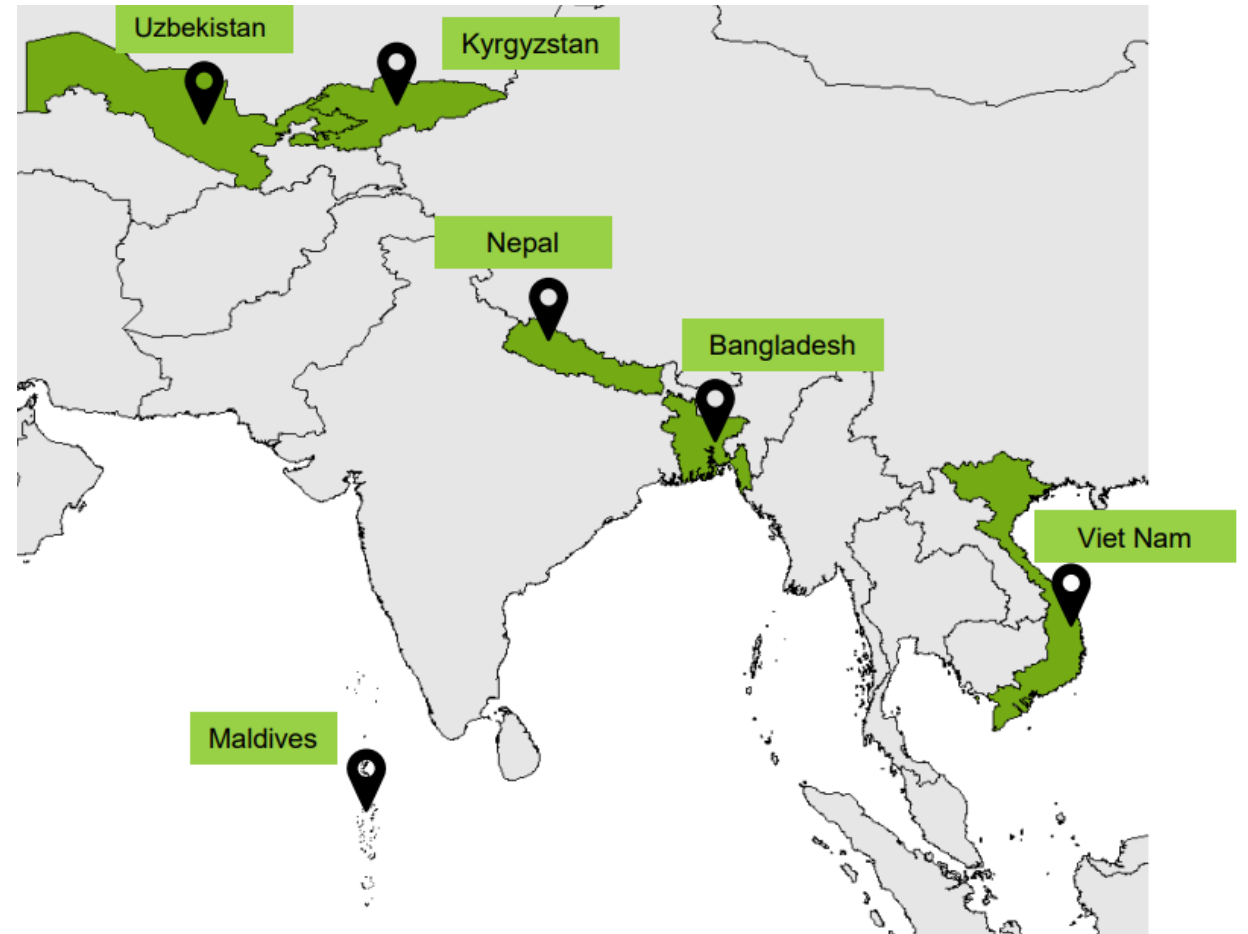 Uzbekistan
Kyrgyzstan
Nepal
Bangladesh
Viet Nam
Maldives